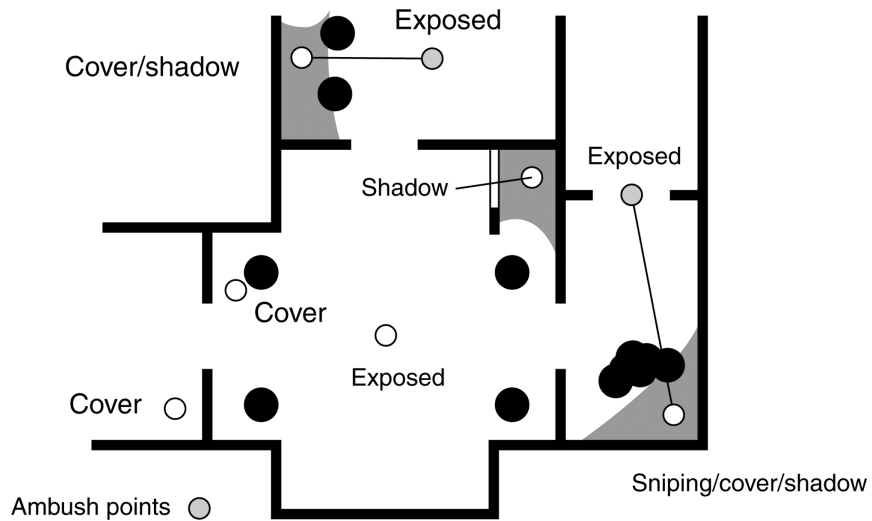 Exposed
Cover/shadow
Exposed
Shadow
Cover
Exposed
Cover
Sniping/cover/shadow
Ambush points